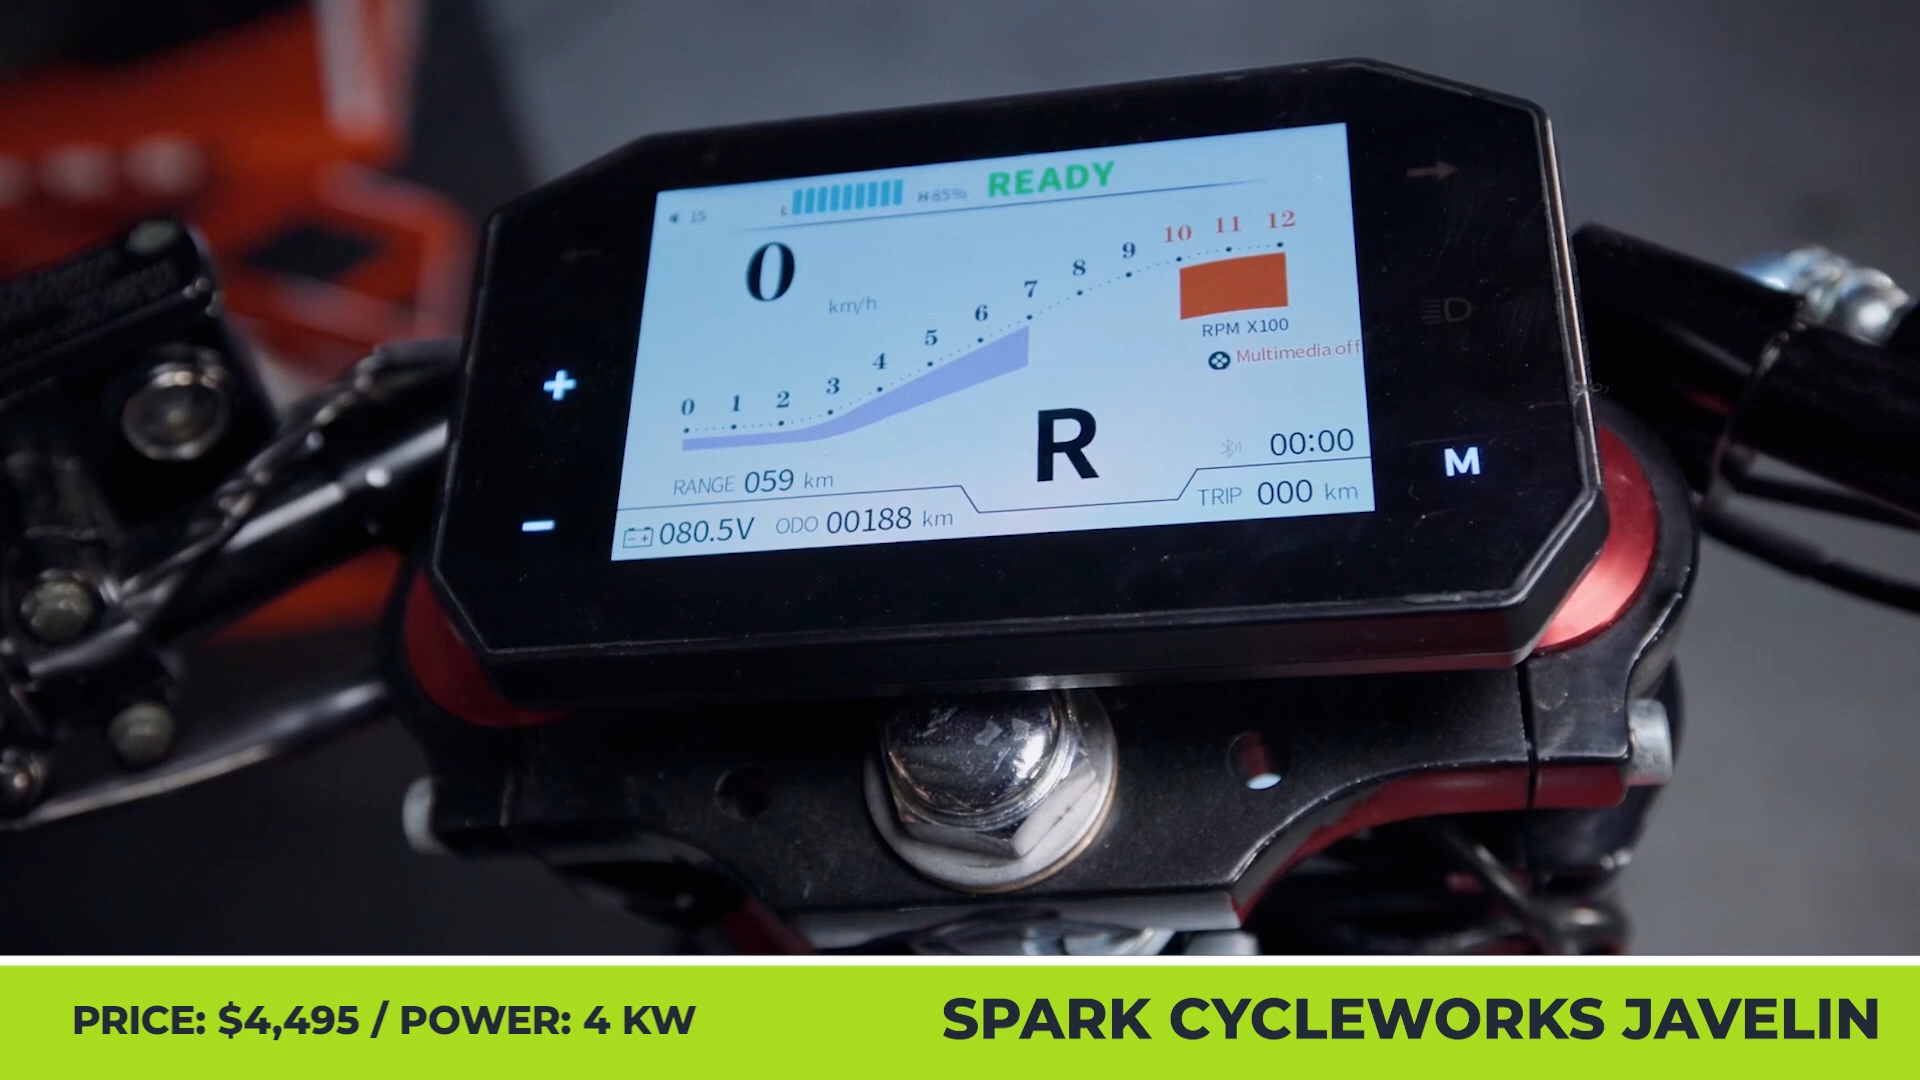 15
L H 85% READY
0 km/h
0 1 2 3 4 5 6 7 8 9 10 11 12
RPM X100
Multimedia off
+
R
RANGE 059 km
00:00
M
-
080.5V ODO 00188 km
TRIP 000 km
PRICE: $4,495 / POWER: 4 KW
SPARK CYCLEWORKS JAVELIN